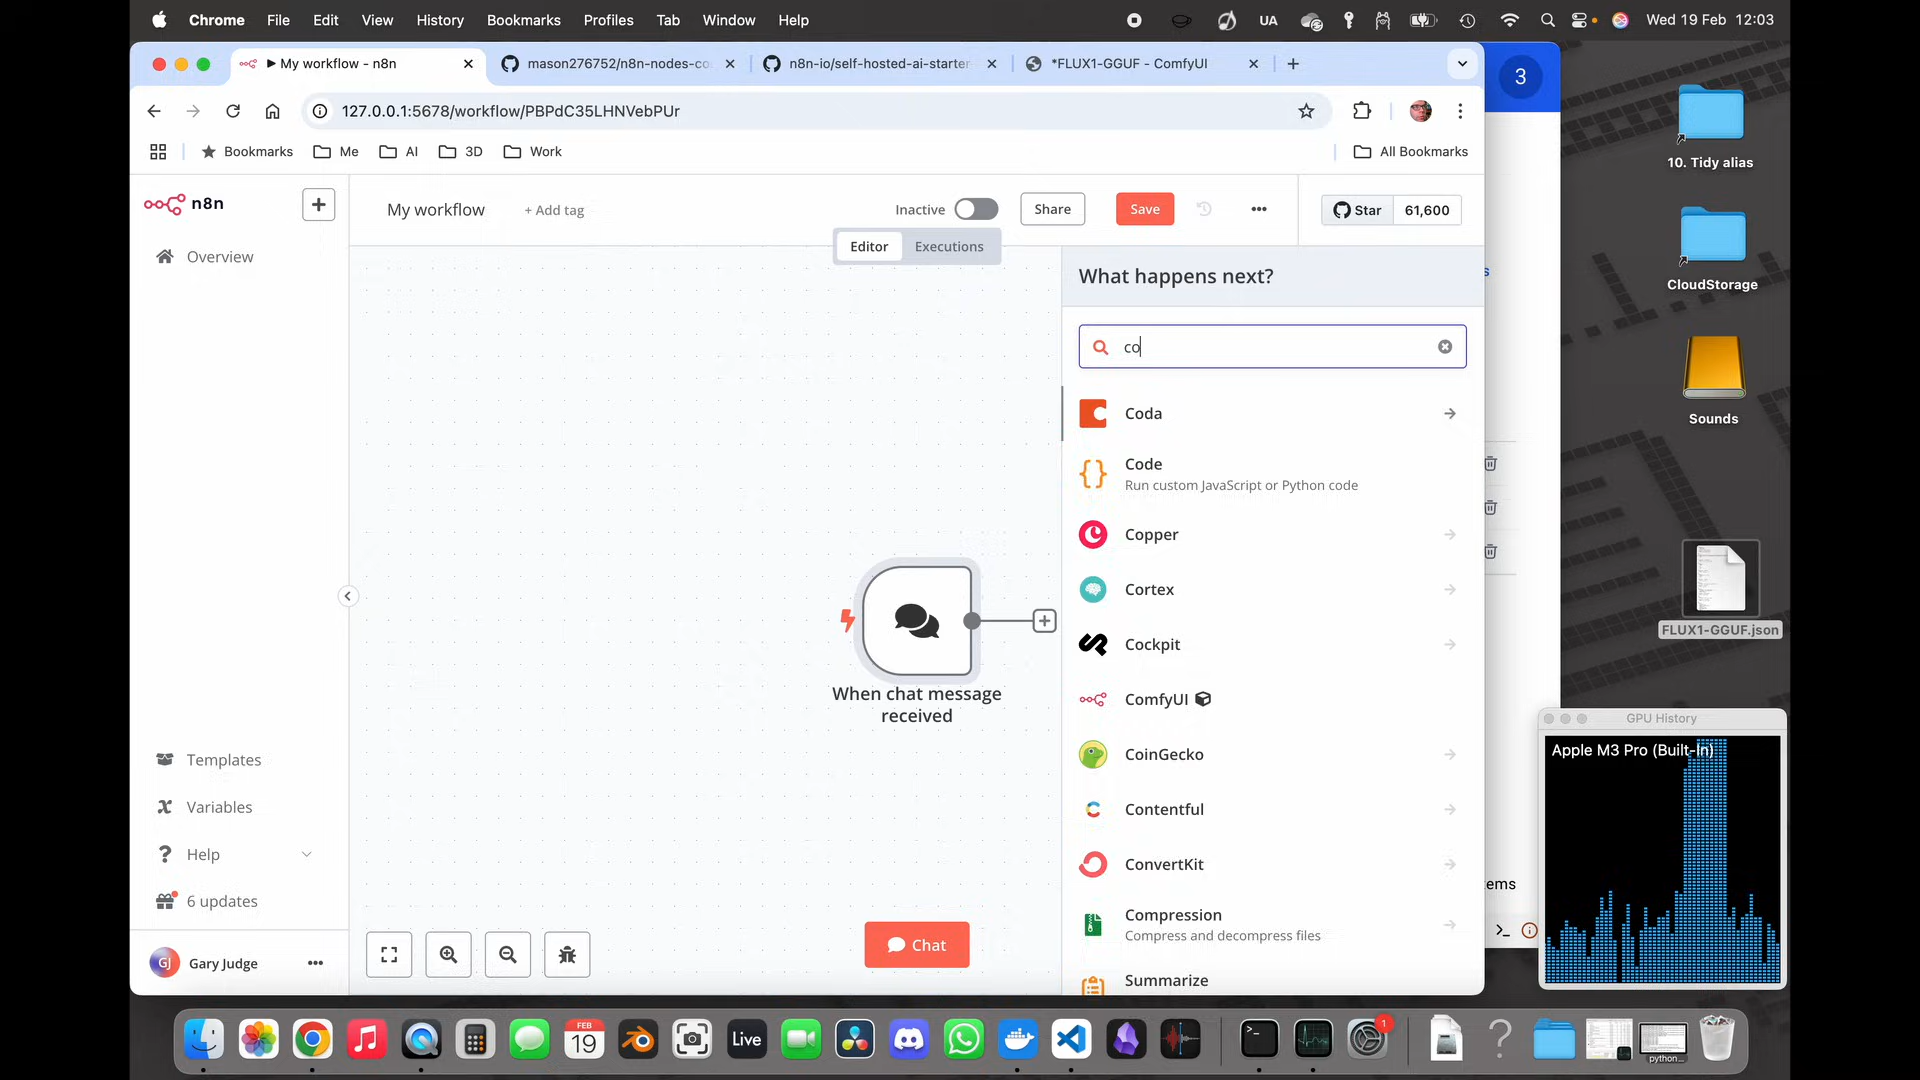 Chrome File Edit View History Bookmarks Profiles Tab Window Help
UA
Wed 19 Feb 12:03
My workflow - n8n
mason276752/n8n-nodes-co
n8n-io/self-hosted-ai-starter
*FLUX1-GGUF - ComfyUI
3
127.0.0.1:5678/workflow/PBPdC35LHNVebPUr
Bookmarks Me AI 3D Work All Bookmarks
n8n
My workflow
+ Add tag
Inactive
Share
Save
Star 61,600
Editor Executions
Overview
What happens next?
co
Coda
Code
Run custom JavaScript or Python code
Copper
Cortex
Cockpit
ComfyUI
CoinGecko
Contentful
ConvertKit
Compression
Compress and decompress files
Summarize
When chat message
received
Chat
Templates
Variables
Help
6 updates
GJ
Gary Judge
s
ems
10. Tidy alias
CloudStorage
Sounds
FLUX1-GGUF.json
GPU History
Apple M3 Pro (Built-In)
FEB
19
Live
1
python...